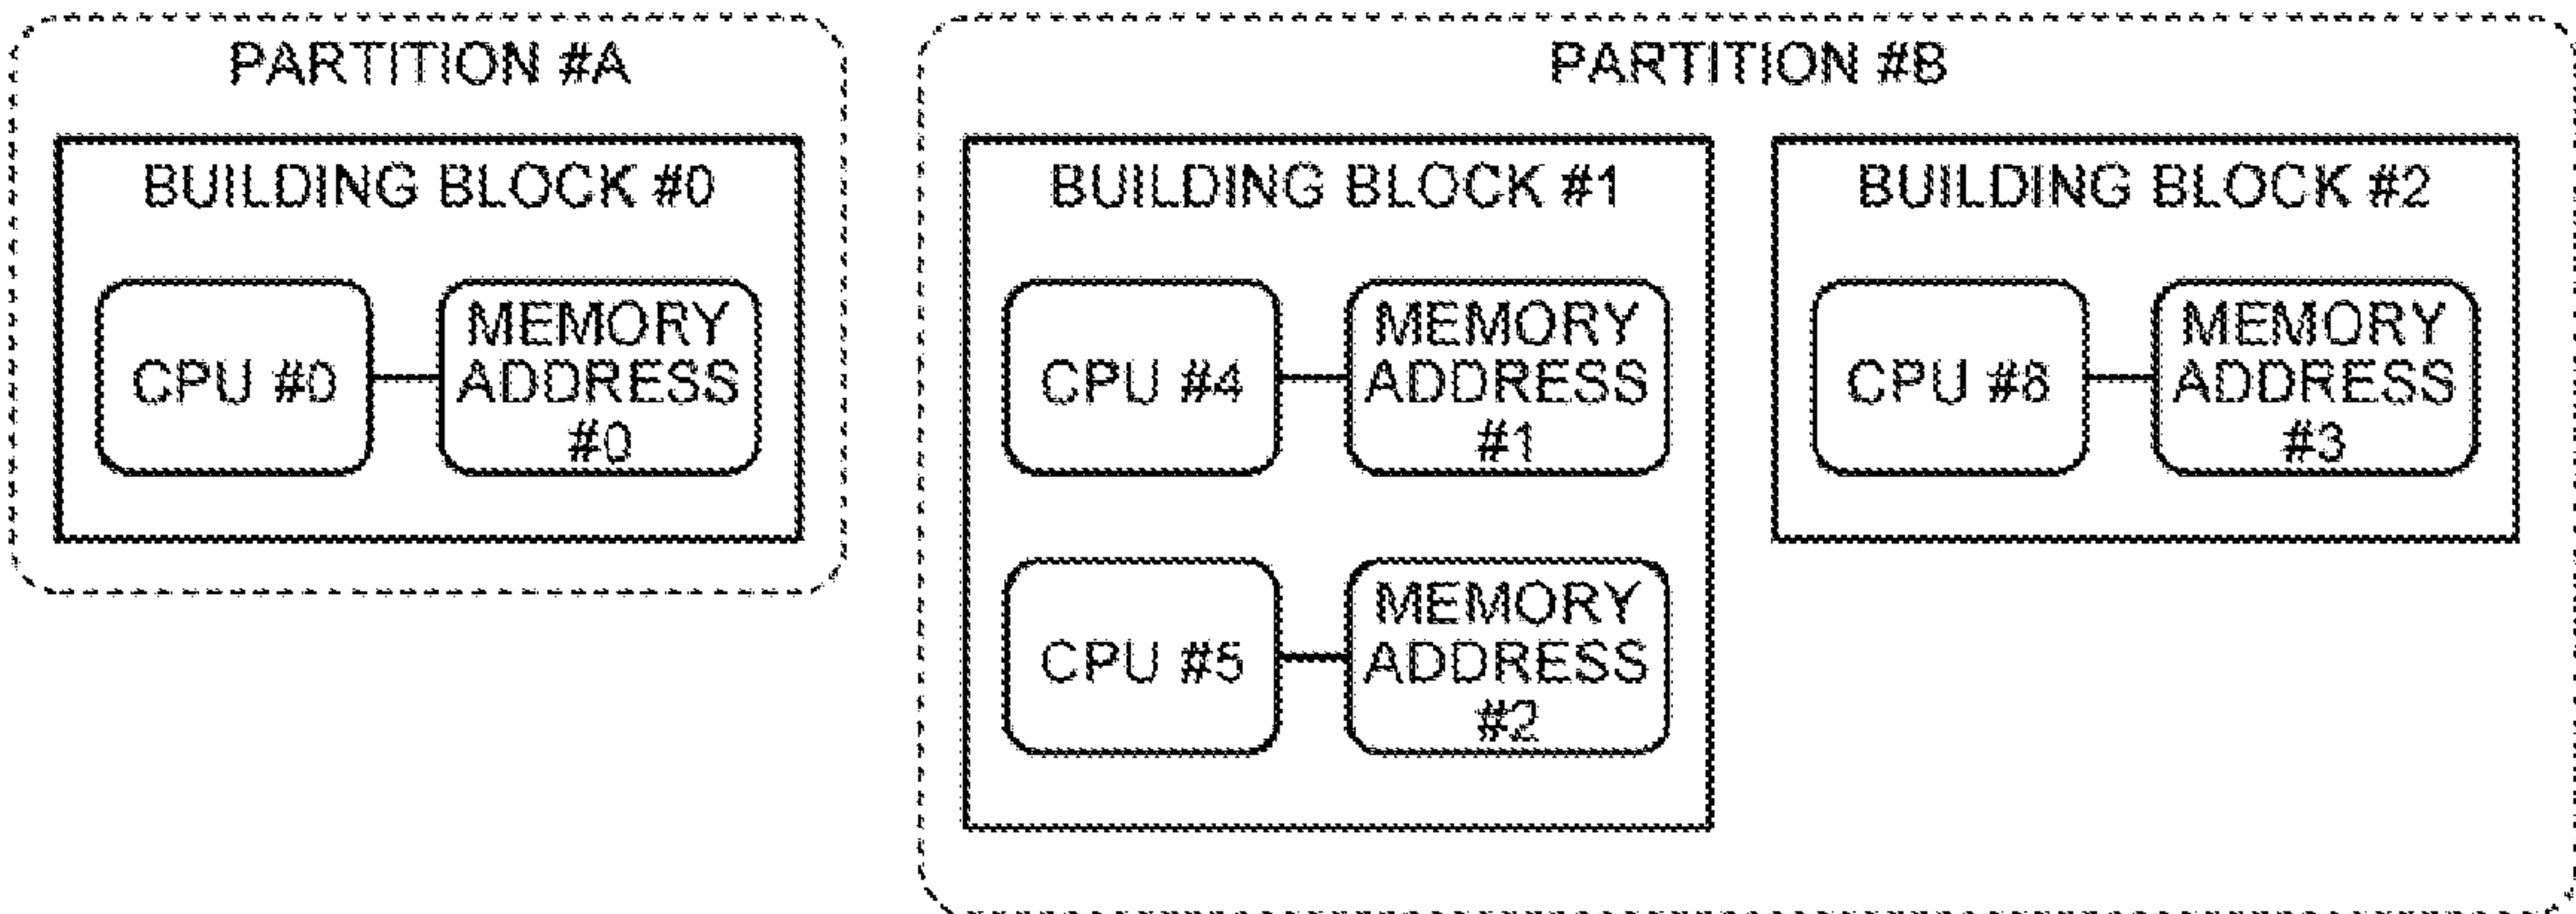 PARTITION #A
BUILDING BLOCK #0
CPU #0
MEMORY
ADDRESS
#0
PARTITION #B
BUILDING BLOCK #1
CPU #4
MEMORY
ADDRESS
#1
CPU #5
MEMORY
ADDRESS
#2
BUILDING BLOCK #2
CPU #8
MEMORY
ADDRESS
#3